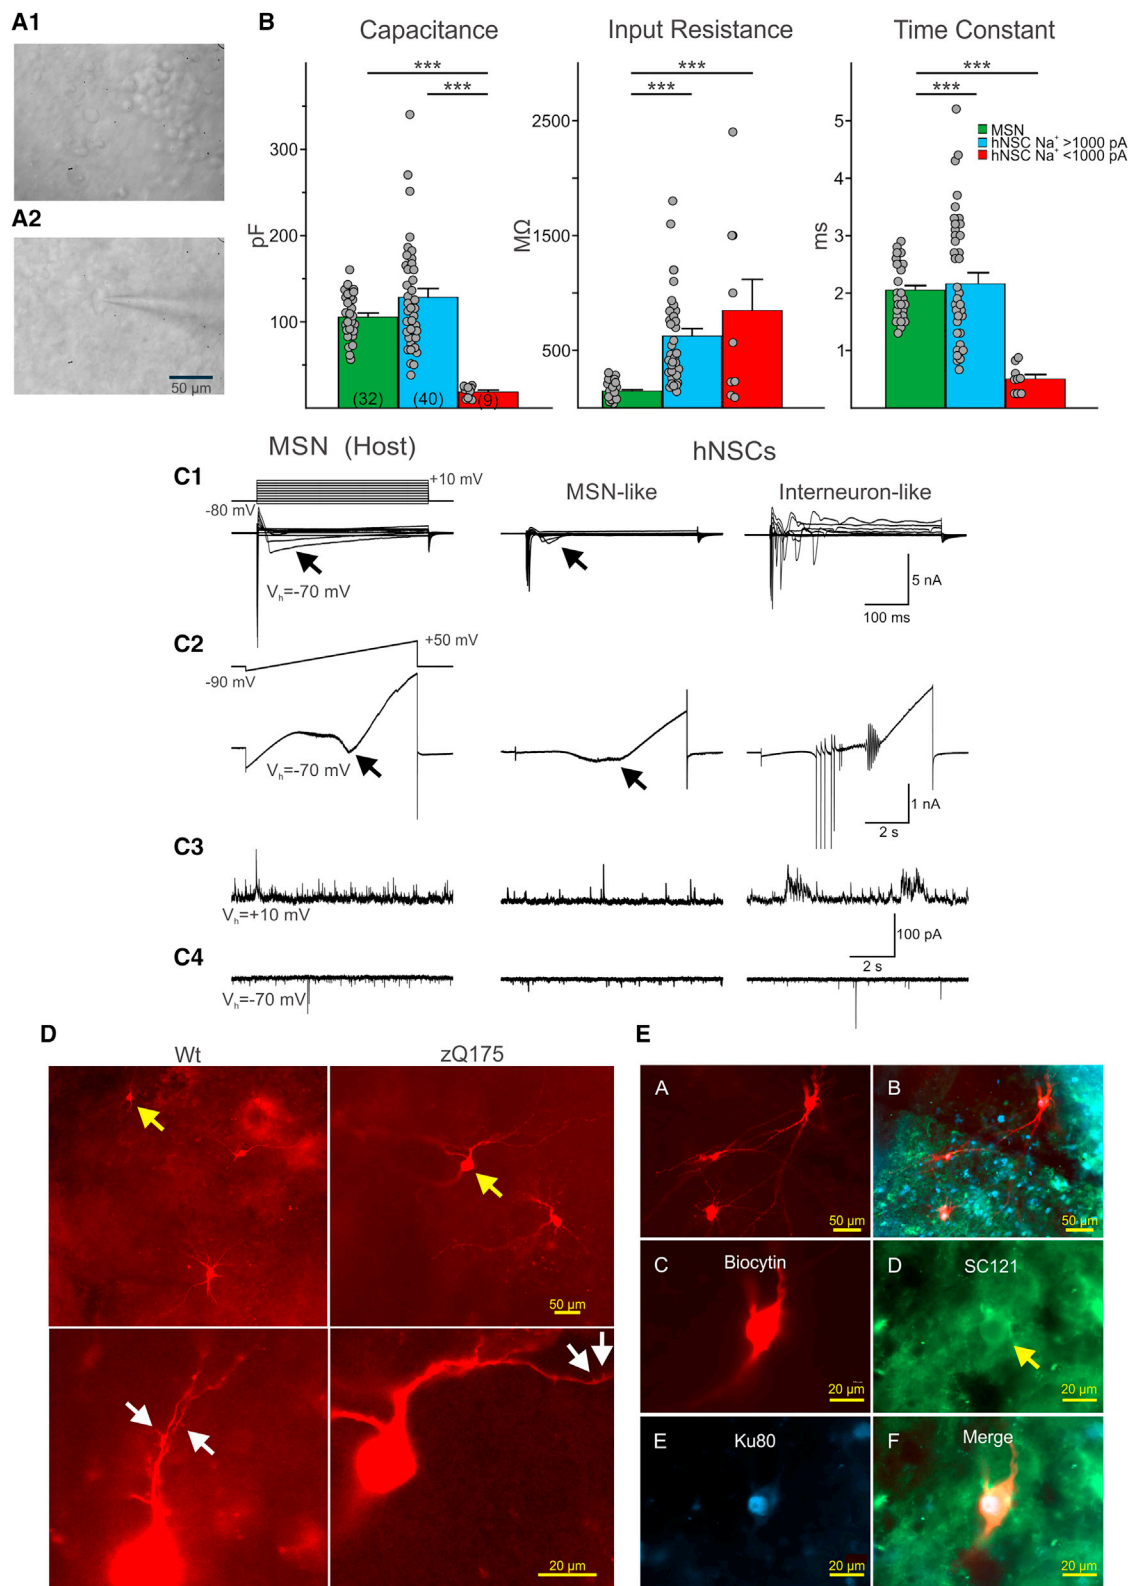 A1
A2
50 µm
B
Capacitance
Input Resistance
Time Constant
***
***
***
***
***
***
pF
300
200
100
(32)
(40)
(9)
MΩ
2500
1500
500
ms
5
4
3
2
1
MSN
hNSC Na⁺ >1000 pA
hNSC Na⁺ <1000 pA
MSN (Host)
hNSCs
C1
+10 mV
-80 mV
MSN-like
Interneuron-like
Vₕ=-70 mV
5 nA
100 ms
C2
+50 mV
-90 mV
Vₕ=-70 mV
1 nA
2 s
C3
Vₕ=+10 mV
100 pA
2 s
C4
Vₕ=-70 mV
D
Wt
zQ175
50 µm
20 µm
E
A
50 µm
B
50 µm
C
Biocytin
20 µm
D
SC121
20 µm
E
Ku80
20 µm
F
Merge
20 µm